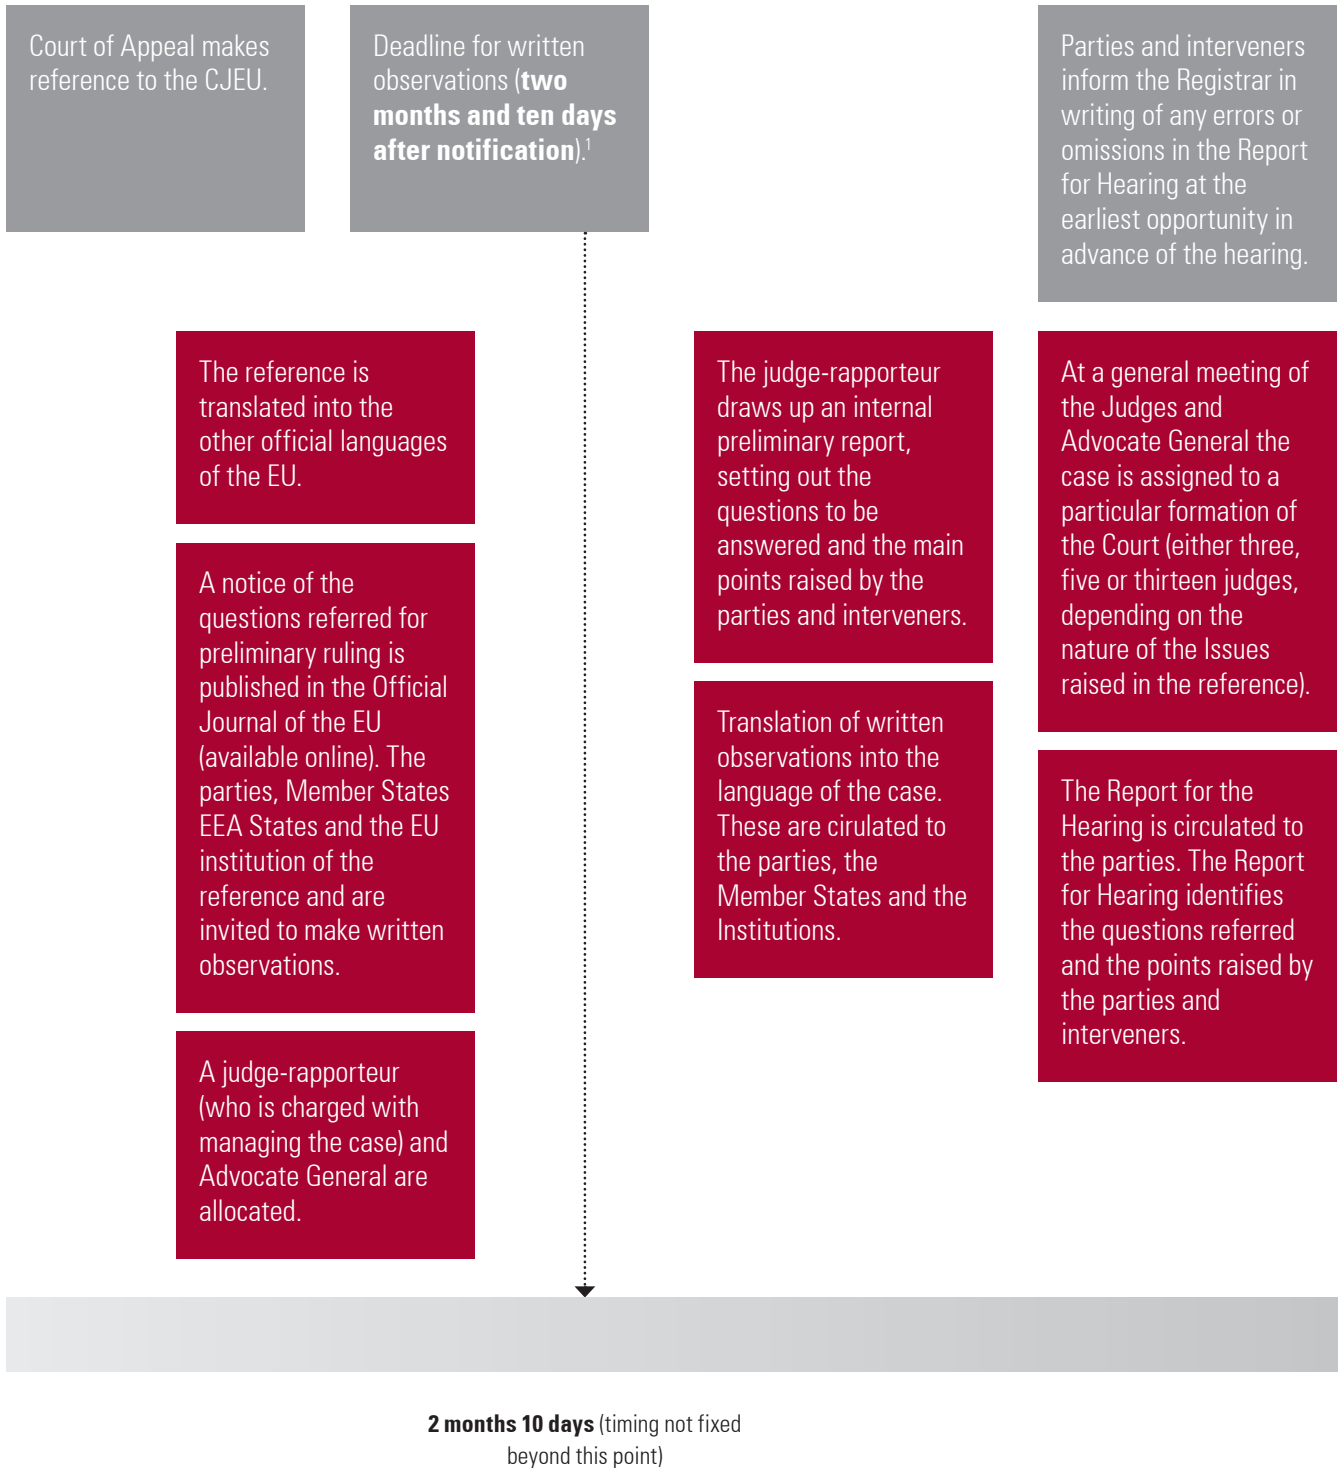 Court of Appeal makes
reference to the CJEU.
Deadline for written
observations (two
months and ten days
after notification).1
Parties and interveners
inform the Registrar in
writing of any errors or
omissions in the Report
for Hearing at the
earliest opportunity in
advance of the hearing.
The reference is
translated into the
other official languages
of the EU.
A notice of the
questions referred for
preliminary ruling is
published in the Official
Journal of the EU
(available online). The
parties, Member States
EEA States and the EU
institution of the
reference and are
invited to make written
observations.
A judge-rapporteur
(who is charged with
managing the case) and
Advocate General are
allocated.
The judge-rapporteur
draws up an internal
preliminary report,
setting out the
questions to be
answered and the main
points raised by the
parties and interveners.
Translation of written
observations into the
language of the case.
These are cirulated to
the parties, the
Member States and the
Institutions.
At a general meeting of
the Judges and
Advocate General the
case is assigned to a
particular formation of
the Court (either three,
five or thirteen judges,
depending on the
nature of the Issues
raised in the reference).
The Report for the
Hearing is circulated to
the parties. The Report
for Hearing identifies
the questions referred
and the points raised by
the parties and
interveners.
2 months 10 days (timing not fixed
beyond this point)